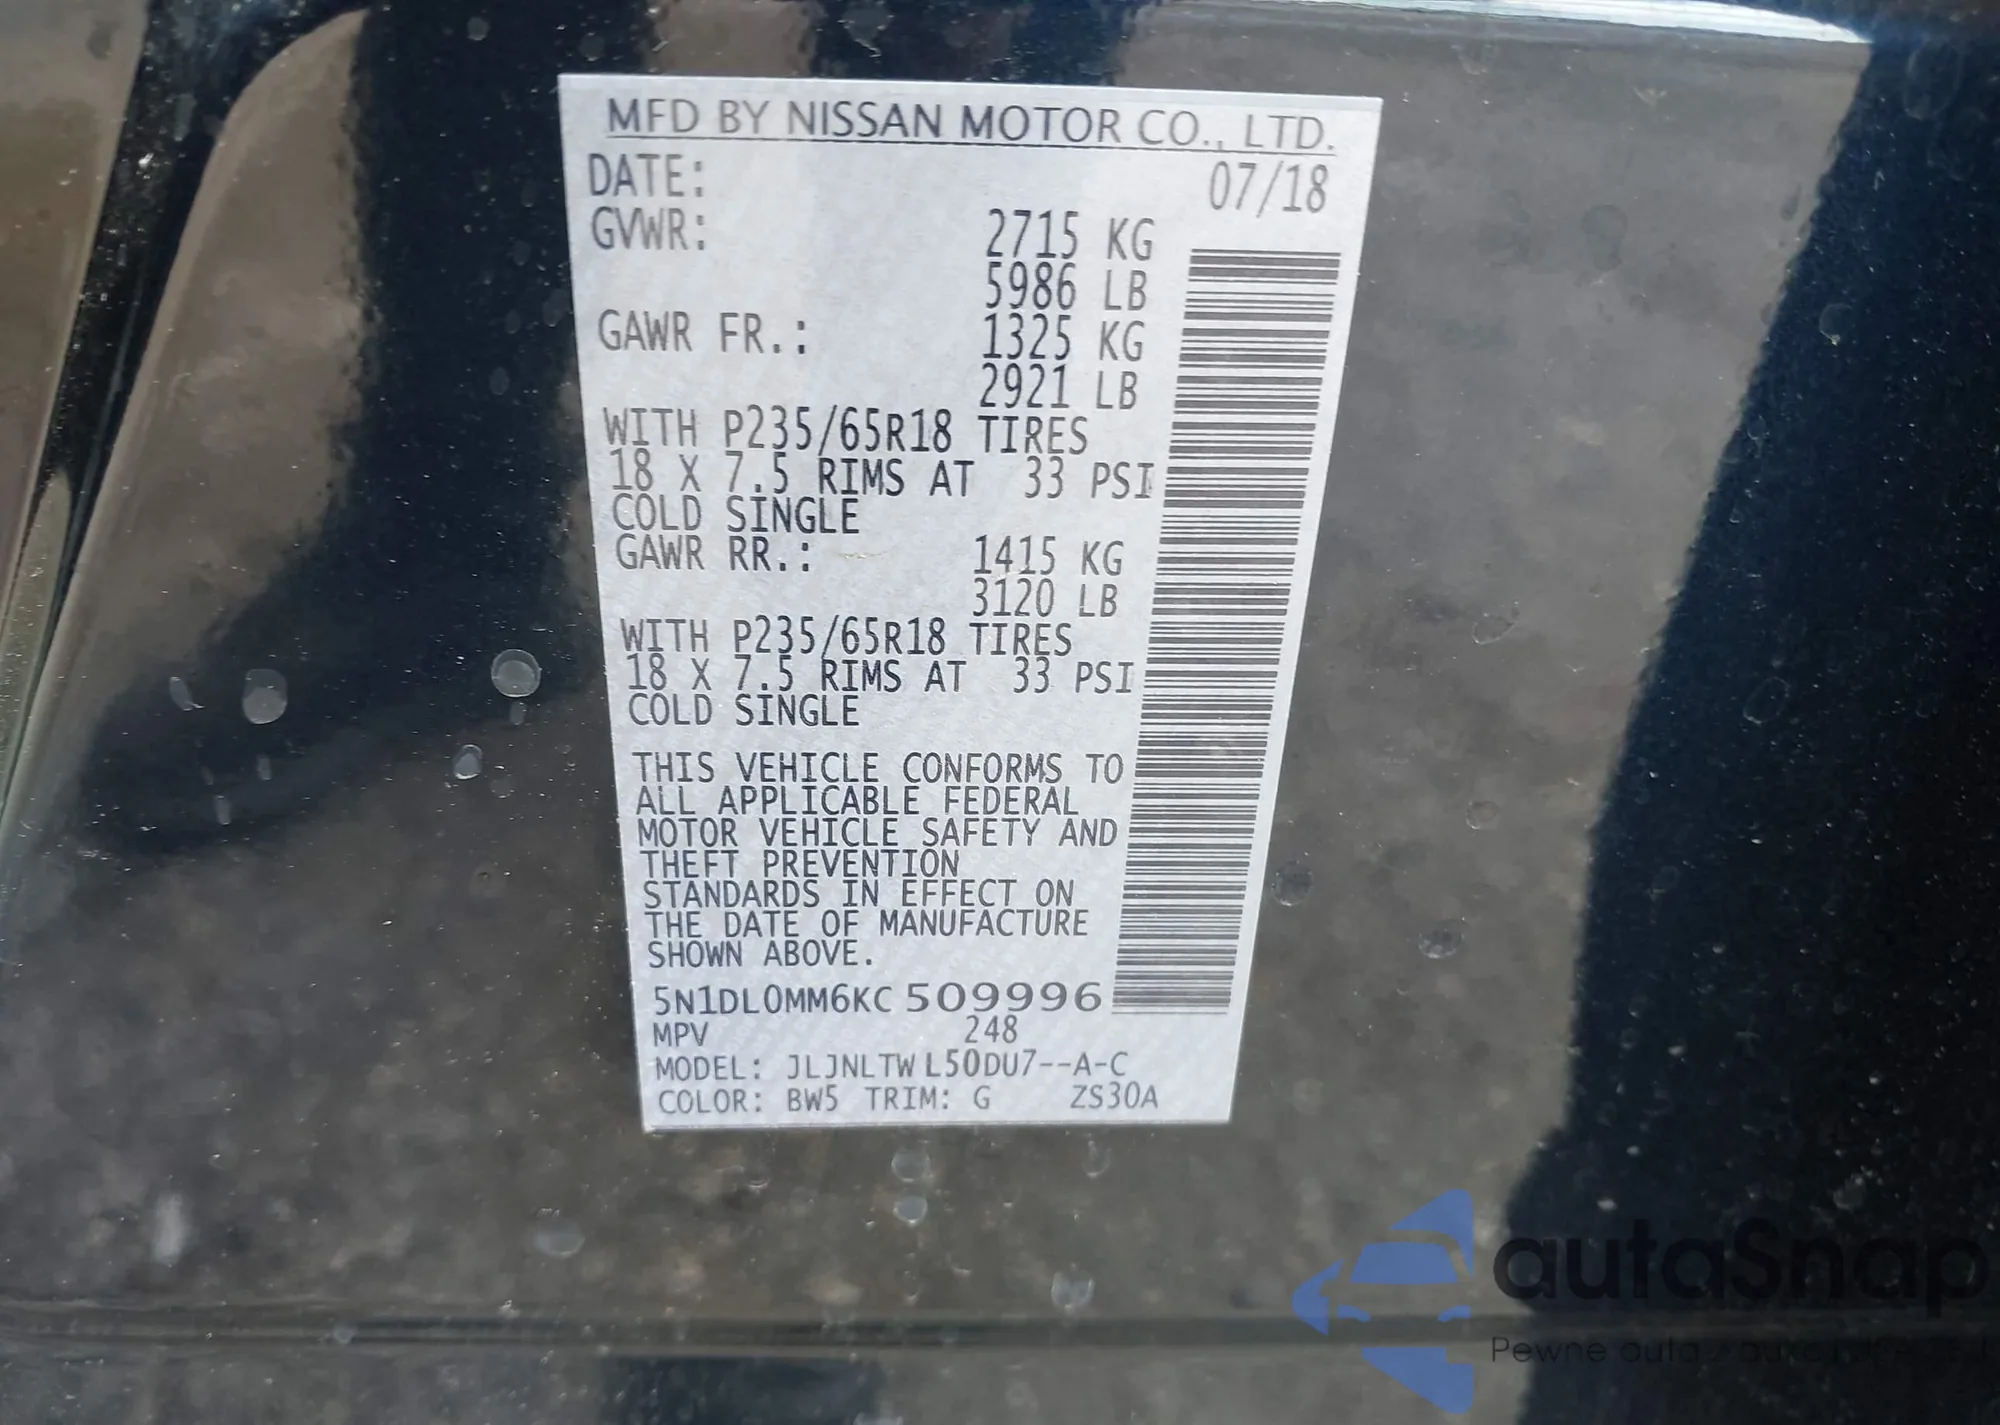 MFD BY NISSAN MOTOR CO., LTD.
DATE: 07/18
GVWR: 2715 KG
5986 LB
GAWR FR.: 1325 KG
2921 LB
WITH P235/65R18 TIRES
18 X 7.5 RIMS AT 33 PSI
COLD SINGLE
GAWR RR.: 1415 KG
3120 LB
WITH P235/65R18 TIRES
18 X 7.5 RIMS AT 33 PSI
COLD SINGLE
THIS VEHICLE CONFORMS TO
ALL APPLICABLE FEDERAL
MOTOR VEHICLE SAFETY AND
THEFT PREVENTION
STANDARDS IN EFFECT ON
THE DATE OF MANUFACTURE
SHOWN ABOVE.
5N1DL0MM6KC509996
MPV 248
MODEL: JLJNLTWL50DU7--A-C
COLOR: BW5 TRIM: G ZS30A
autaSnap
Pewne auta